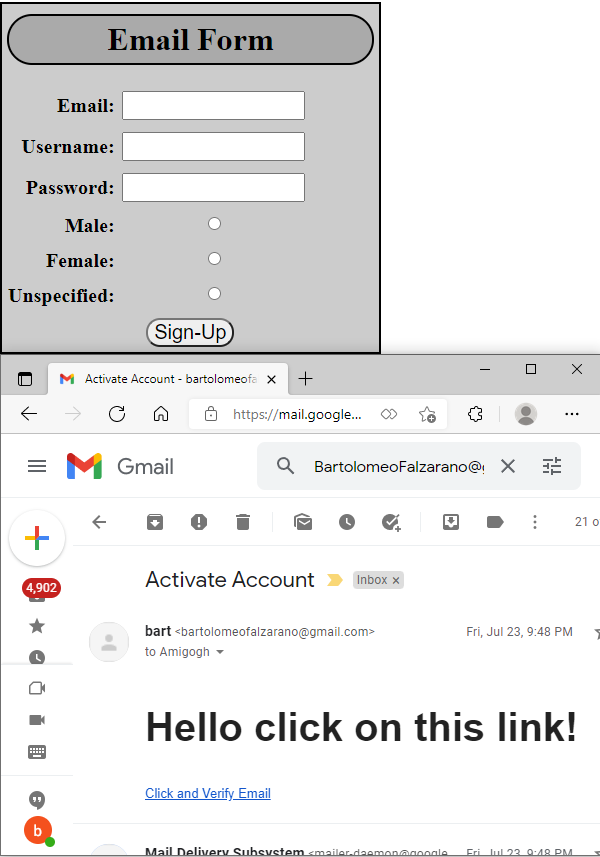 Email Form
Email:
Username:
Password:
Male:
Female:
Unspecified:
Sign-Up
Activate Account - bartolomeofa
https://mail.google...
Gmail
BartolomeoFalzarano@g
21 o
4,902
Activate Account
Inbox
bart <bartolomeofalzarano@gmail.com>
Fri, Jul 23, 9:48 PM
to Amigogh
Hello click on this link!
Click and Verify Email
b
Mail Delivery Subsystem <mailer-daemon@google
Fri, Jul 23, 9:48 PM